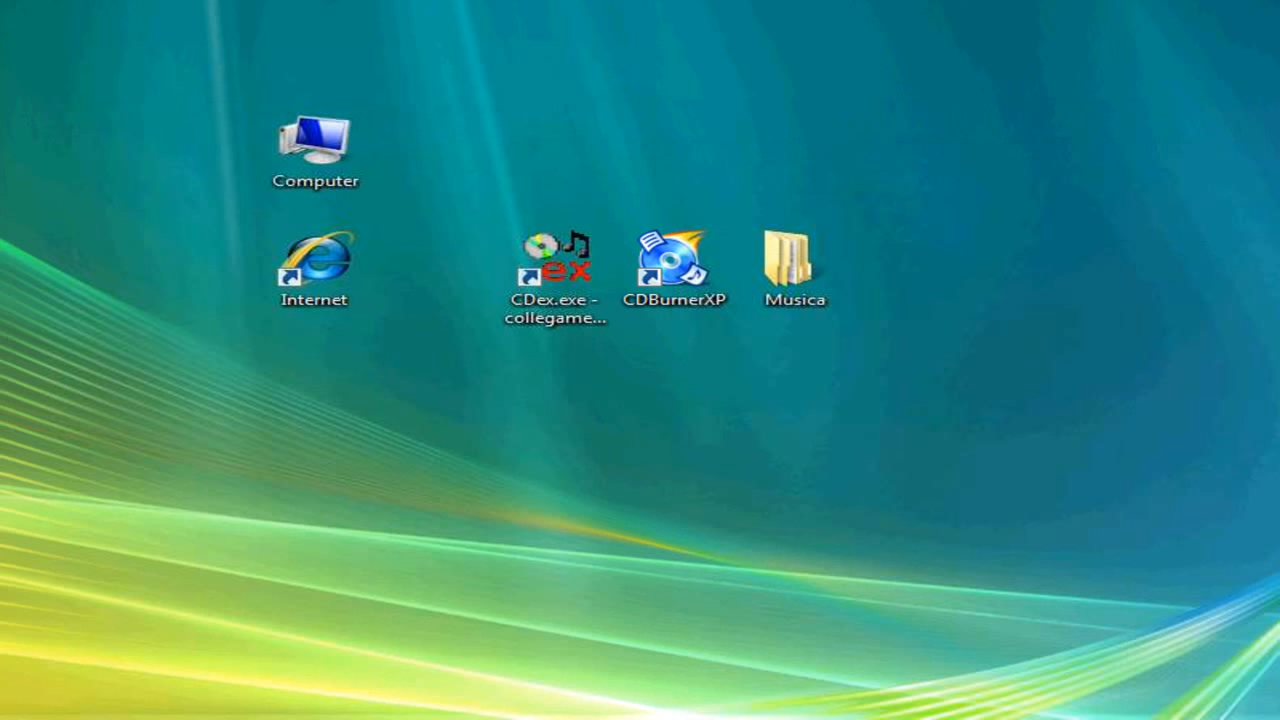 Computer
Internet
CDex.exe -
collegame...
CDBurnerXP
Musica